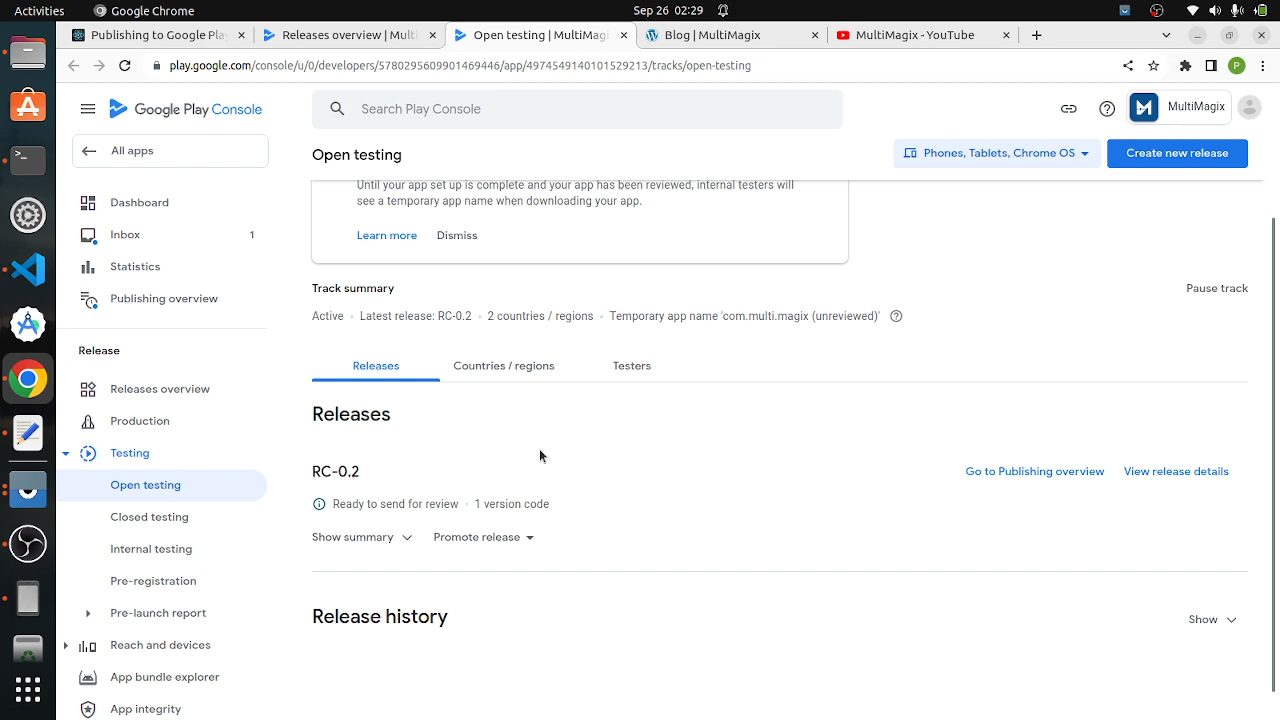 Activities
Google Chrome
Sep 26 02:29
Publishing to Google Pla
Releases overview | Multi
Open testing | MultiMagi
Blog | MultiMagix
MultiMagix - YouTube
play.google.com/console/u/0/developers/5780295609901469446/app/4974549140101529213/tracks/open-testing
P
Google Play Console
Search Play Console
MultiMagix
All apps
Open testing
Phones, Tablets, Chrome OS
Create new release
Dashboard
Inbox
1
Statistics
Publishing overview
Release
Releases overview
Production
Testing
Open testing
Closed testing
Internal testing
Pre-registration
Pre-launch report
Reach and devices
App bundle explorer
App integrity
Until your app set up is complete and your app has been reviewed, internal testers will
see a temporary app name when downloading your app.
Learn more
Dismiss
Track summary
Pause track
Active • Latest release: RC-0.2 • 2 countries / regions • Temporary app name 'com.multi.magix (unreviewed)'
Releases
Countries / regions
Testers
Releases
RC-0.2
Go to Publishing overview
View release details
Ready to send for review • 1 version code
Show summary
Promote release
Release history
Show